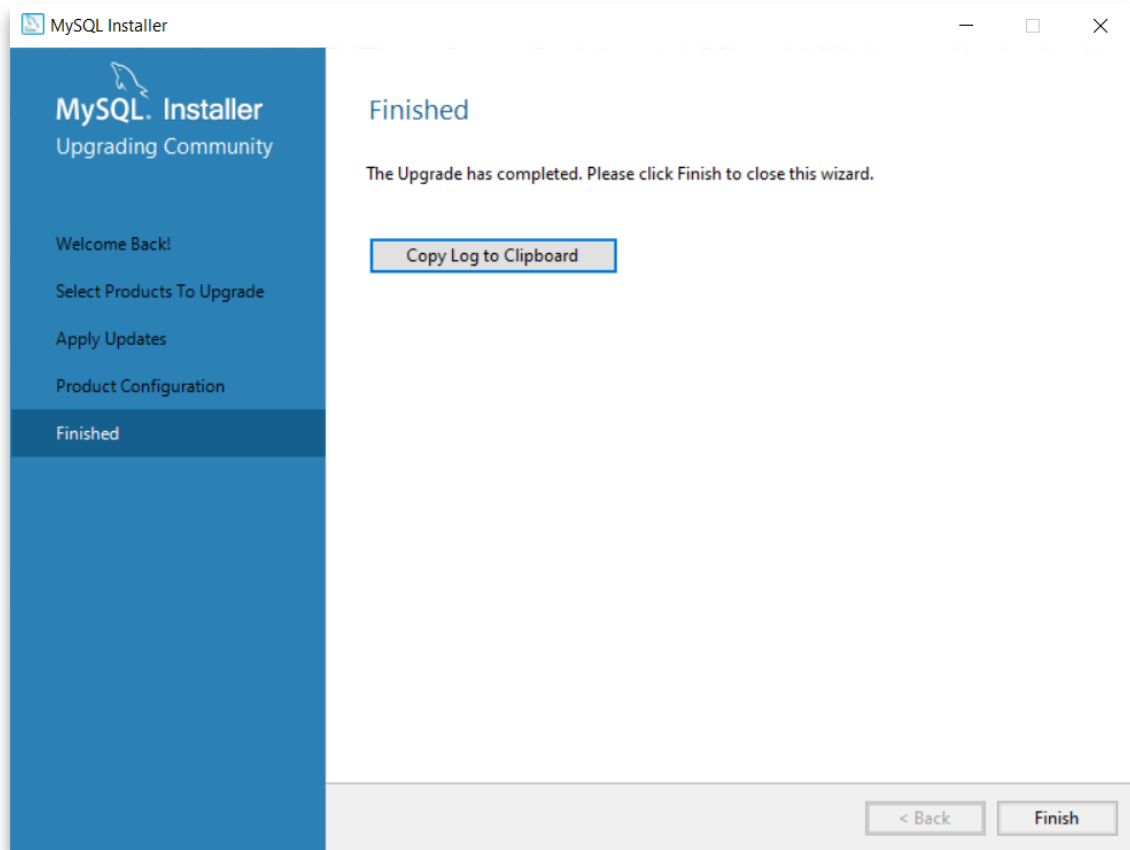 MySQL Installer
MySQL. Installer
Upgrading Community
Welcome Back!
Select Products To Upgrade
Apply Updates
Product Configuration
Finished
Finished
The Upgrade has completed. Please click Finish to close this wizard.
Copy Log to Clipboard
< Back
Finish